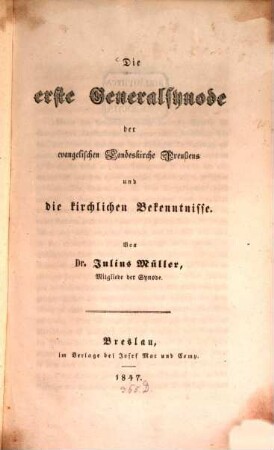 Die
erste Generalsynode
der
evangelischen Landeskirche Preußens
und
die kirchlichen Bekenntnisse.
Von
Dr. Julius Müller,
Mitgliede der Synode.
Breslau,
im Verlage bei Josef Max und Comp.
1847.